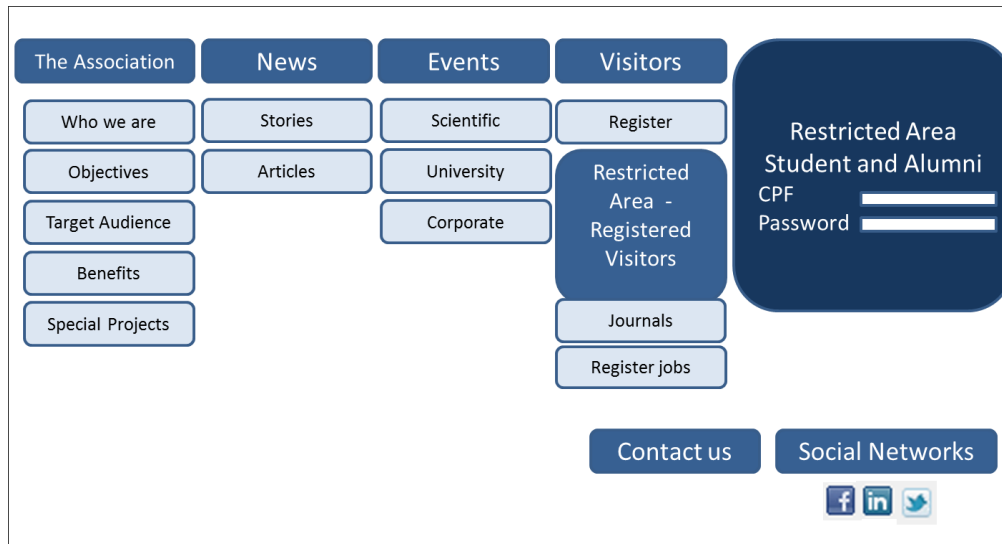 The Association
Who we are
Objectives
Target Audience
Benefits
Special Projects
News
Stories
Articles
Events
Scientific
University
Corporate
Visitors
Register
Restricted
Area -
Registered
Visitors
Journals
Register jobs
Restricted Area
Student and Alumni
CPF
Password
Contact us
Social Networks
f
in